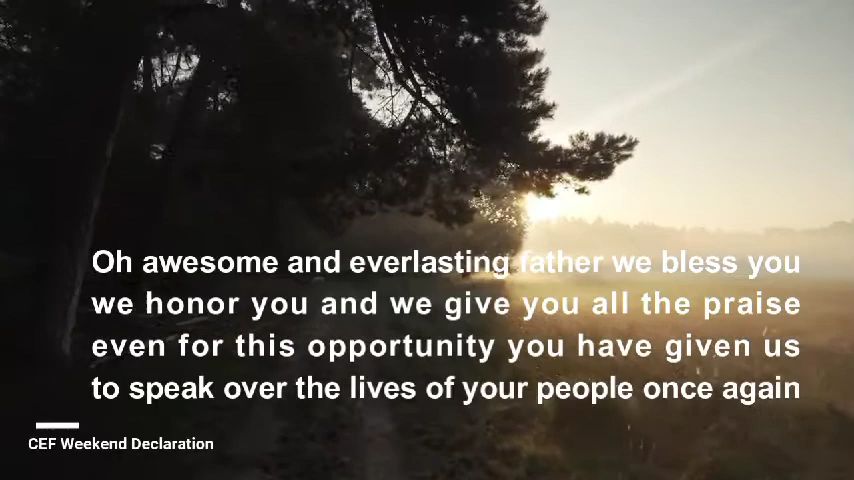 Oh awesome and everlasting father we bless you
we honor you and we give you all the praise
even for this opportunity you have given us
to speak over the lives of your people once again
CEF Weekend Declaration